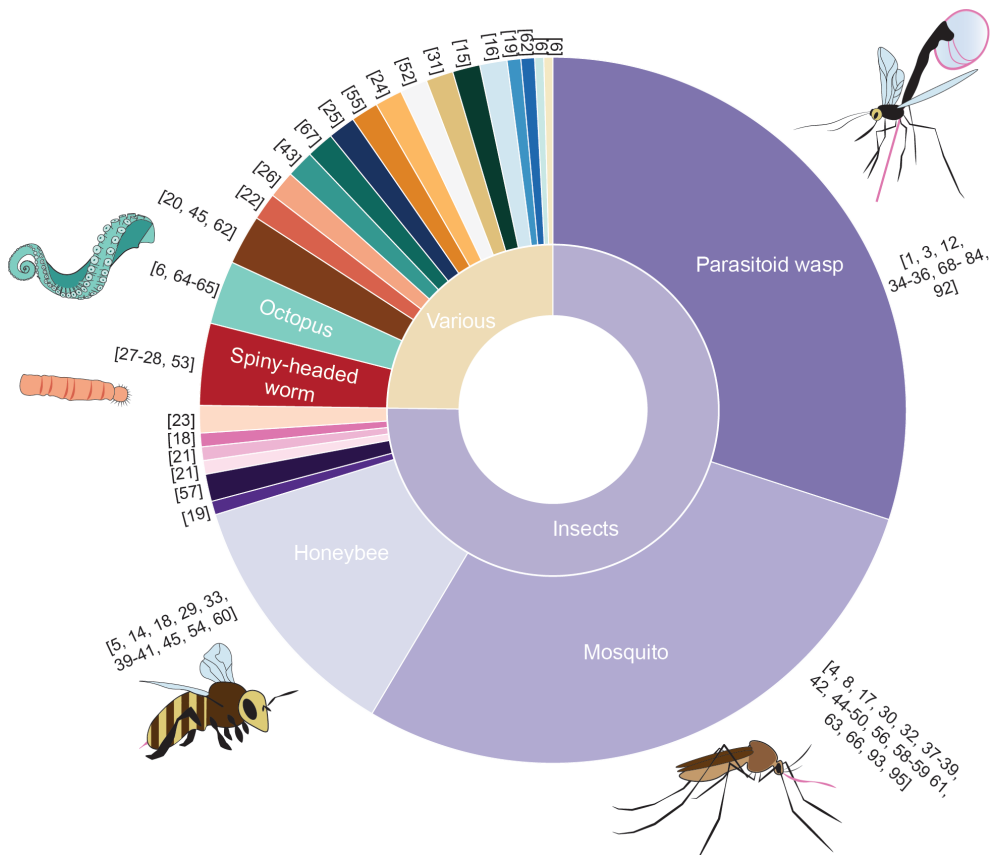 [6]
[6]
[62]
[19]
[16]
[15]
[31]
[52]
[24]
[55]
[25]
[67]
[43]
[26]
[22]
[20, 45, 62]
[6, 64-65]
[27-28, 53]
[23]
[18]
[21]
[21]
[57]
[19]
Parasitoid wasp
[1, 3, 12,
34-36, 68- 84,
92]
Various
Octopus
Spiny-headed
worm
Insects
Honeybee
[5, 14, 18, 29, 33,
39-41, 45, 54, 60]
Mosquito
[4, 8, 17, 30, 32, 37-39,
42, 44-50, 56, 58-59 61,
63, 66, 93, 95]